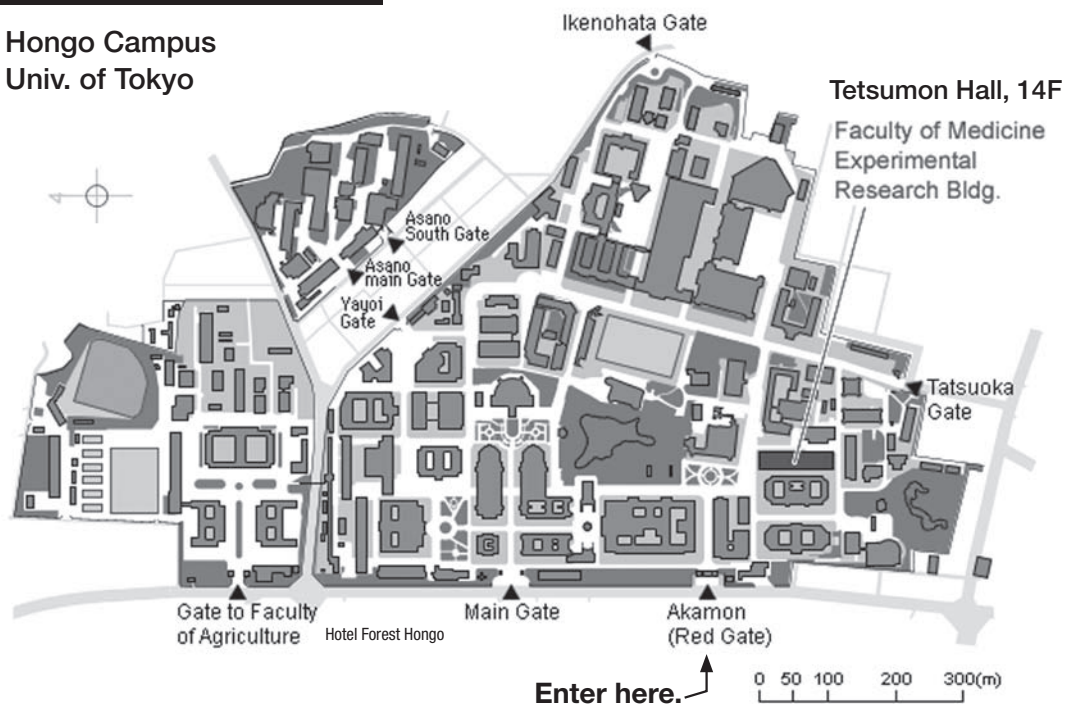 Hongo Campus
Univ. of Tokyo
Ikenohata Gate
Tetsumon Hall, 14F
Faculty of Medicine
Experimental
Research Bldg.
Asano
South Gate
Asano
main Gate
Yayoi
Gate
Tatsuoka
Gate
Gate to Faculty
of Agriculture
Hotel Forest Hongo
Main Gate
Akamon
(Red Gate)
Enter here.
0 50 100 200 300(m)